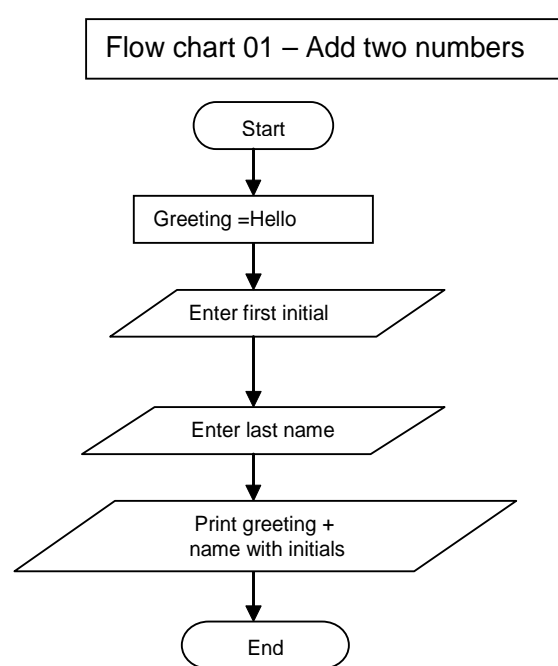 Flow chart 01 – Add two numbers
Start
Greeting =Hello
Enter first initial
Enter last name
Print greeting +
name with initials
End